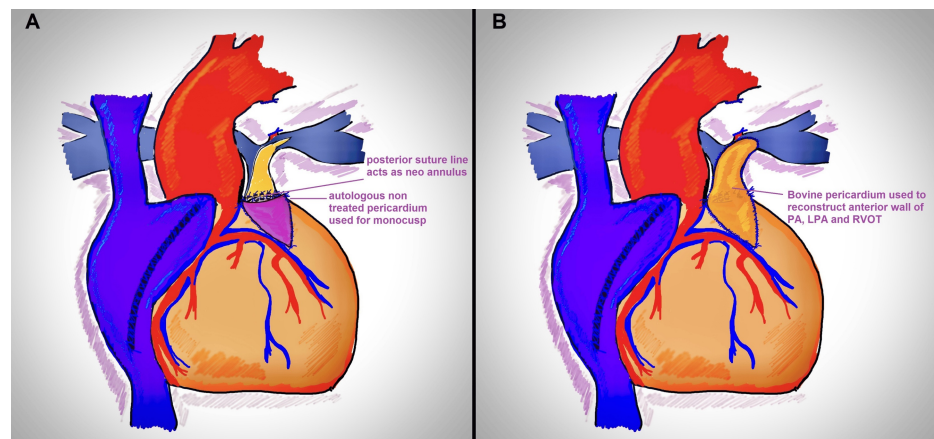 A
posterior suture line
acts as neo annulus
autologous non
treated pericardium
used for monocusp
B
Bovine pericardium used to
reconstruct anterior wall of
PA, LPA and RVOT